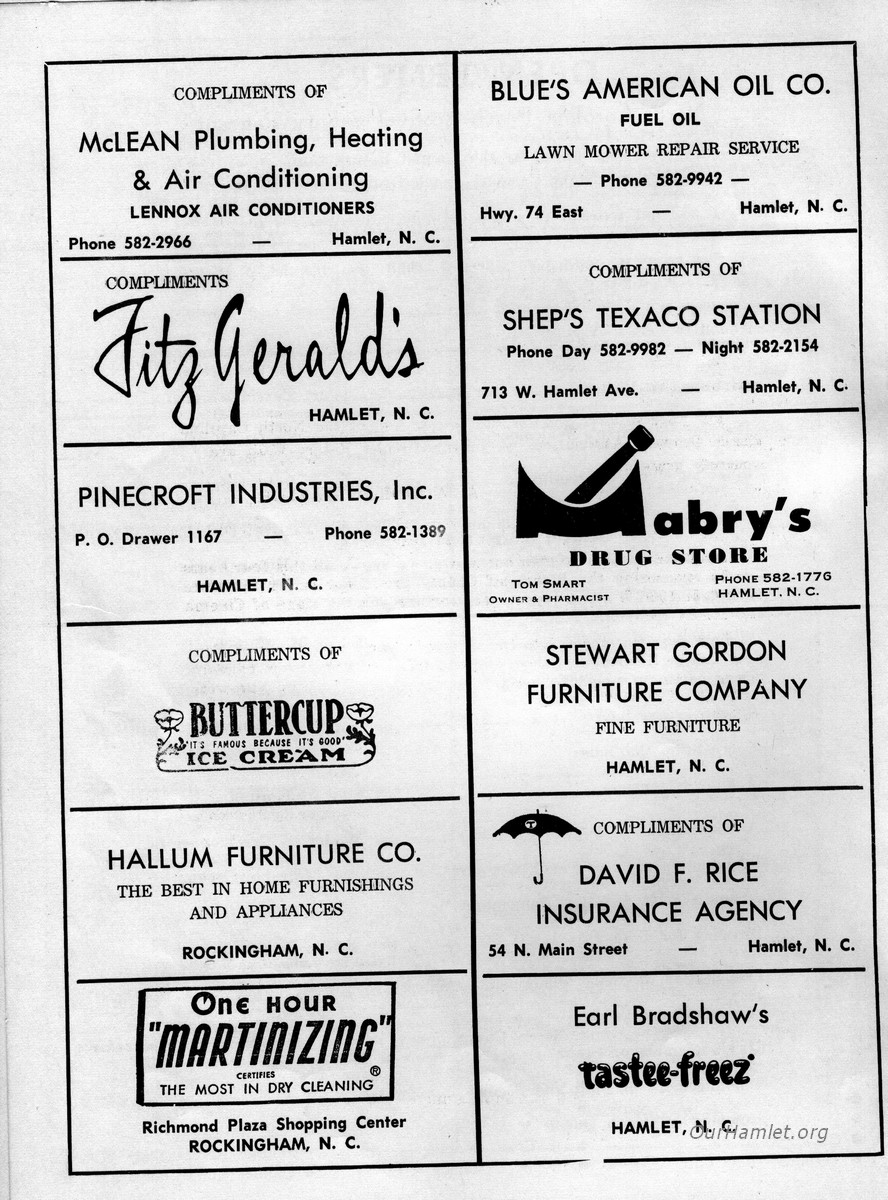 COMPLIMENTS OF
McLEAN Plumbing, Heating
& Air Conditioning
LENNOX AIR CONDITIONERS
Phone 582-2966 — Hamlet, N. C.
COMPLIMENTS
FitzGerald's
HAMLET, N. C.
PINECROFT INDUSTRIES, Inc.
P. O. Drawer 1167 — Phone 582-1389
HAMLET, N. C.
COMPLIMENTS OF
BUTTERCUP
"IT'S FAMOUS BECAUSE IT'S GOOD"
ICE CREAM
HALLUM FURNITURE CO.
THE BEST IN HOME FURNISHINGS
AND APPLIANCES
ROCKINGHAM, N. C.
One HOUR
"MARTINIZING"
CERTIFIES ®
THE MOST IN DRY CLEANING
Richmond Plaza Shopping Center
ROCKINGHAM, N. C.
BLUE'S AMERICAN OIL CO.
FUEL OIL
LAWN MOWER REPAIR SERVICE
— Phone 582-9942 —
Hwy. 74 East — Hamlet, N. C.
COMPLIMENTS OF
SHEP'S TEXACO STATION
Phone Day 582-9982 — Night 582-2154
713 W. Hamlet Ave. — Hamlet, N. C.
Mabry's
DRUG STORE
TOM SMART PHONE 582-1776
OWNER & PHARMACIST HAMLET, N. C.
STEWART GORDON
FURNITURE COMPANY
FINE FURNITURE
HAMLET, N. C.
T
COMPLIMENTS OF
DAVID F. RICE
INSURANCE AGENCY
54 N. Main Street — Hamlet, N. C.
Earl Bradshaw's
tastee-freez
HAMLET, N. C.
OurHamlet.org